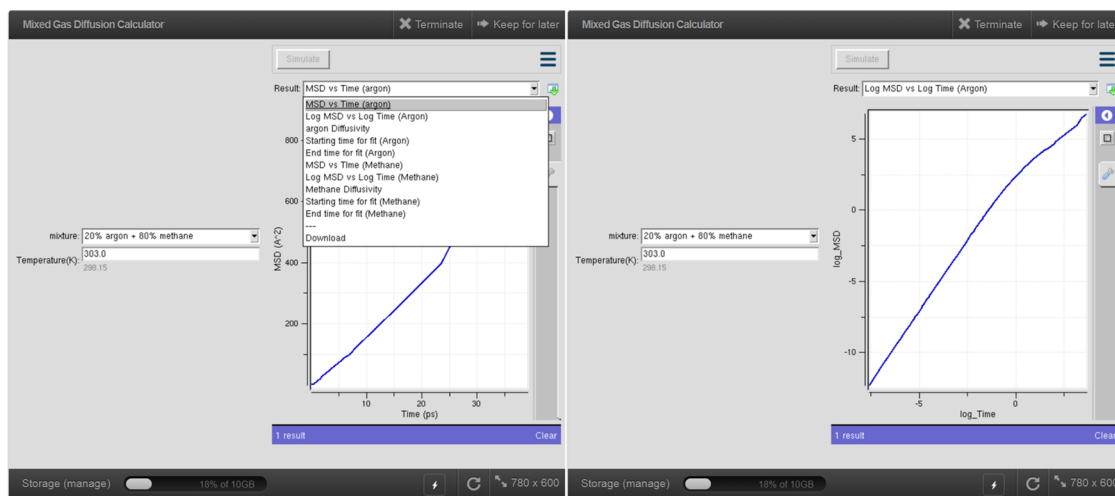 Mixed Gas Diffusion Calculator
Terminate
Keep for later
Simulate
Result: MSD vs Time (argon)
MSD vs Time (argon)
Log MSD vs Log Time (Argon)
argon Diffusivity
Starting time for fit (Argon)
End time for fit (Argon)
MSD vs TIme (Methane)
Log MSD vs Log Time (Methane)
Methane Diffusivity
Starting time for fit (Methane)
End time for fit (Methane)
---
Download
mixture: 20% argon + 80% methane
Temperature(K): 303.0
298.15
800
600
400
200
MSD (A^2)
10
20
30
Time (ps)
1 result
Clear
Storage (manage)
18% of 10GB
780 x 600
Mixed Gas Diffusion Calculator
Terminate
Keep for later
Simulate
Result: Log MSD vs Log Time (Argon)
mixture: 20% argon + 80% methane
Temperature(K): 303.0
298.15
5
0
-5
-10
log_MSD
-5
0
log_Time
1 result
Clear
Storage (manage)
18% of 10GB
780 x 600